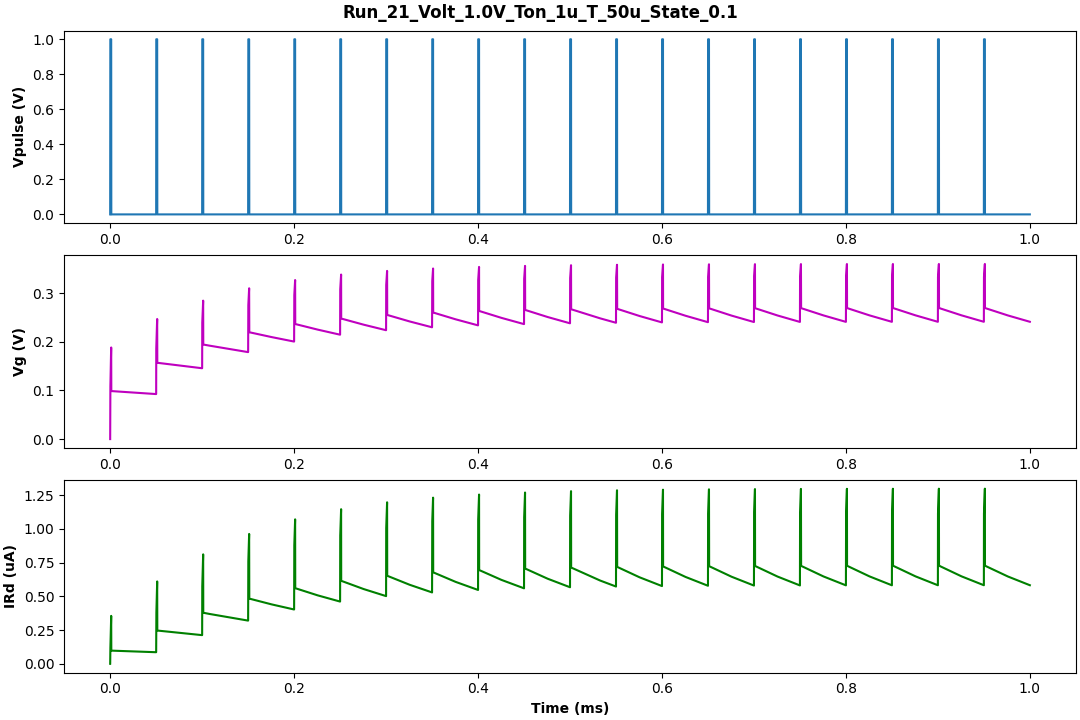 Run_21_Volt_1.0V_Ton_1u_T_50u_State_0.1
Vpulse (V)
1.0
0.8
0.6
0.4
0.2
0.0
0.0 0.2 0.4 0.6 0.8 1.0
Vg (V)
0.3
0.2
0.1
0.0
0.0 0.2 0.4 0.6 0.8 1.0
IRd (uA)
1.25
1.00
0.75
0.50
0.25
0.00
0.0 0.2 0.4 0.6 0.8 1.0
Time (ms)